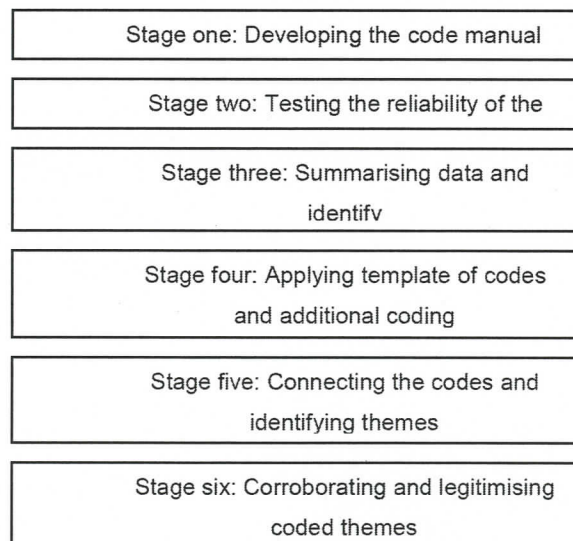 Stage one: Developing the code manual
Stage two: Testing the reliability of the
Stage three: Summarising data and
identify
Stage four: Applying template of codes
and additional coding
Stage five: Connecting the codes and
identifying themes
Stage six: Corroborating and legitimising
coded themes